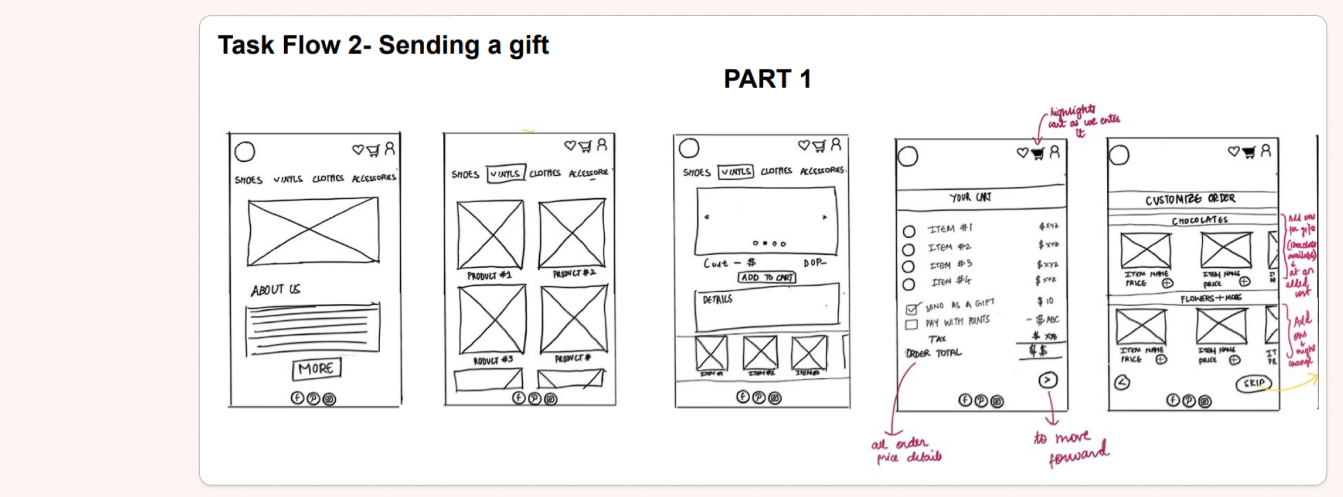 Task Flow 2- Sending a gift
PART 1
SHOES VINYLS CLOTHES ACCESSORIES
ABOUT US
MORE
SHOES VINYLS CLOTHES ACCESSORIE
PRODUCT #1 PRODUCT #2
PRODUCT #3 PRODUCT #
SHOES VINYLS CLOTHES ACCESSORIES
Cust - $ DOP-
ADD TO CART
DETAILS
ITEM #1 ITEM #2 ITEM #3
highlights
cart as we enter
it
YOUR CART
ITEM #1 $XYZ
ITEM #2 $XYZ
ITEM #3 $XYZ
ITEM #4 $XYZ
SEND AS A GIFT $10
PAY WITH POINTS - $ABC
TAX
ORDER TOTAL $$
all order
price details
to move
forward
CUSTOMIZE ORDER
CHOCOLATES
ITEM NAME ITEM NAME IT
PRICE PRICE
FLOWERS + MORE
ITEM NAME ITEM NAME IT
PRICE PRICE PR
SKIP
Add ons
for gifts
(chocolate
available)
at an
added
cost
Add
ons
might
change